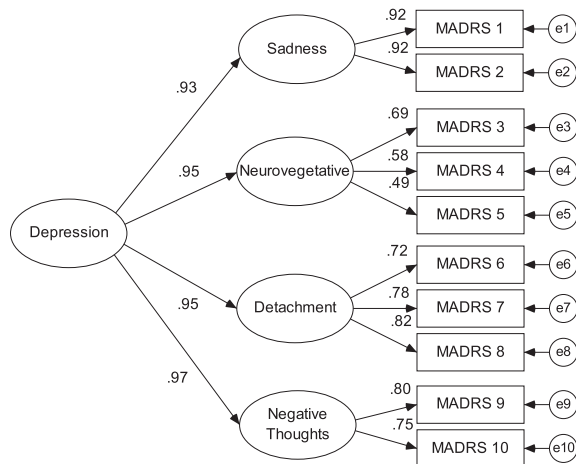 .92
MADRS 1
e1
Sadness
.92
MADRS 2
e2
.93
.69
MADRS 3
e3
.95
Neurovegetative
.58
MADRS 4
e4
.49
MADRS 5
e5
Depression
.72
MADRS 6
e6
.95
Detachment
.78
MADRS 7
e7
.82
MADRS 8
e8
.97
Negative
Thoughts
.80
MADRS 9
e9
.75
MADRS 10
e10